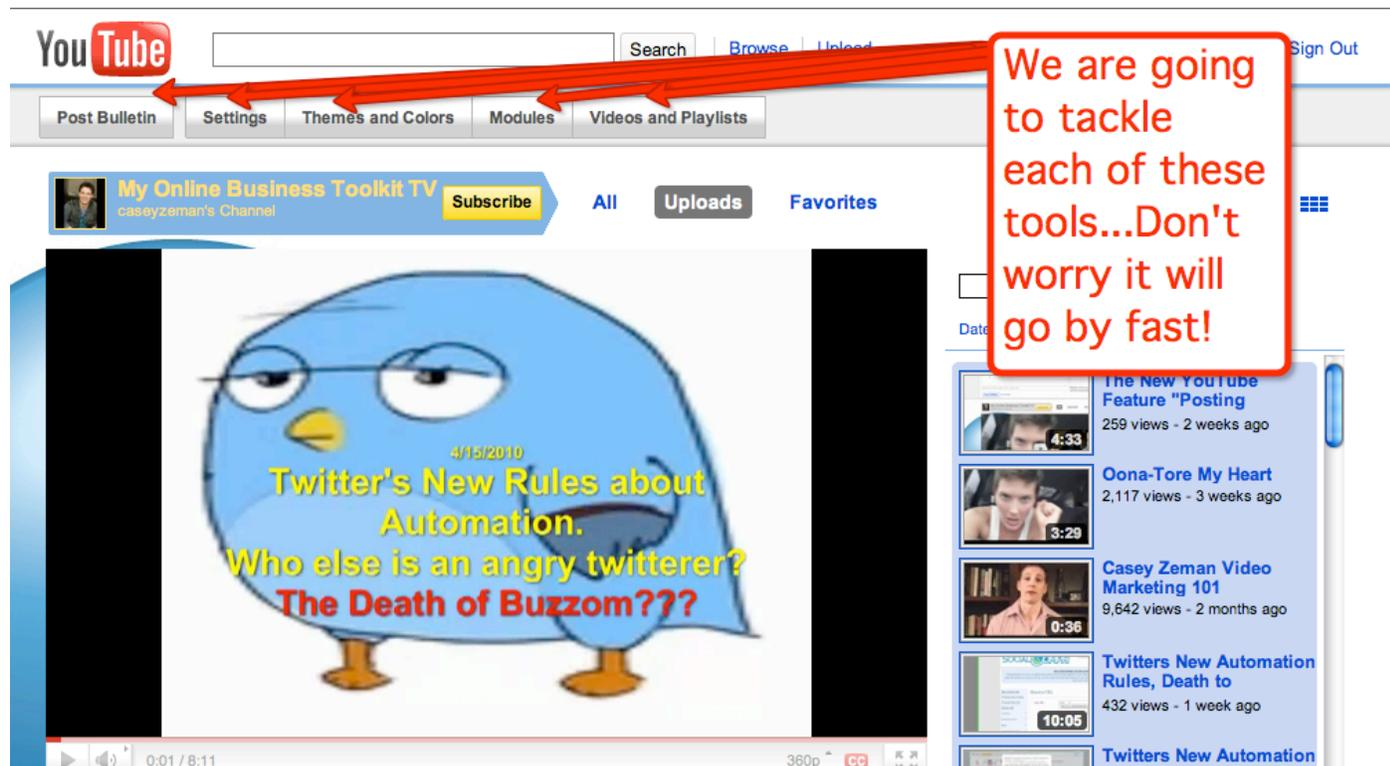 YouTube
Search
Browse
Upload
Sign Out
Post Bulletin
Settings
Themes and Colors
Modules
Videos and Playlists
We are going
to tackle
each of these
tools...Don't
worry it will
go by fast!
My Online Business Toolkit TV
caseyzeman's Channel
Subscribe
All
Uploads
Favorites
4/15/2010
Twitter's New Rules about
Automation.
Who else is an angry twitterer?
The Death of Buzzom???
0:01 / 8:11
360p
CC
Date
4:33
The New YouTube
Feature "Posting
259 views - 2 weeks ago
3:29
Oona-Tore My Heart
2,117 views - 3 weeks ago
0:36
Casey Zeman Video
Marketing 101
9,642 views - 2 months ago
10:05
Twitters New Automation
Rules, Death to
432 views - 1 week ago
Twitters New Automation